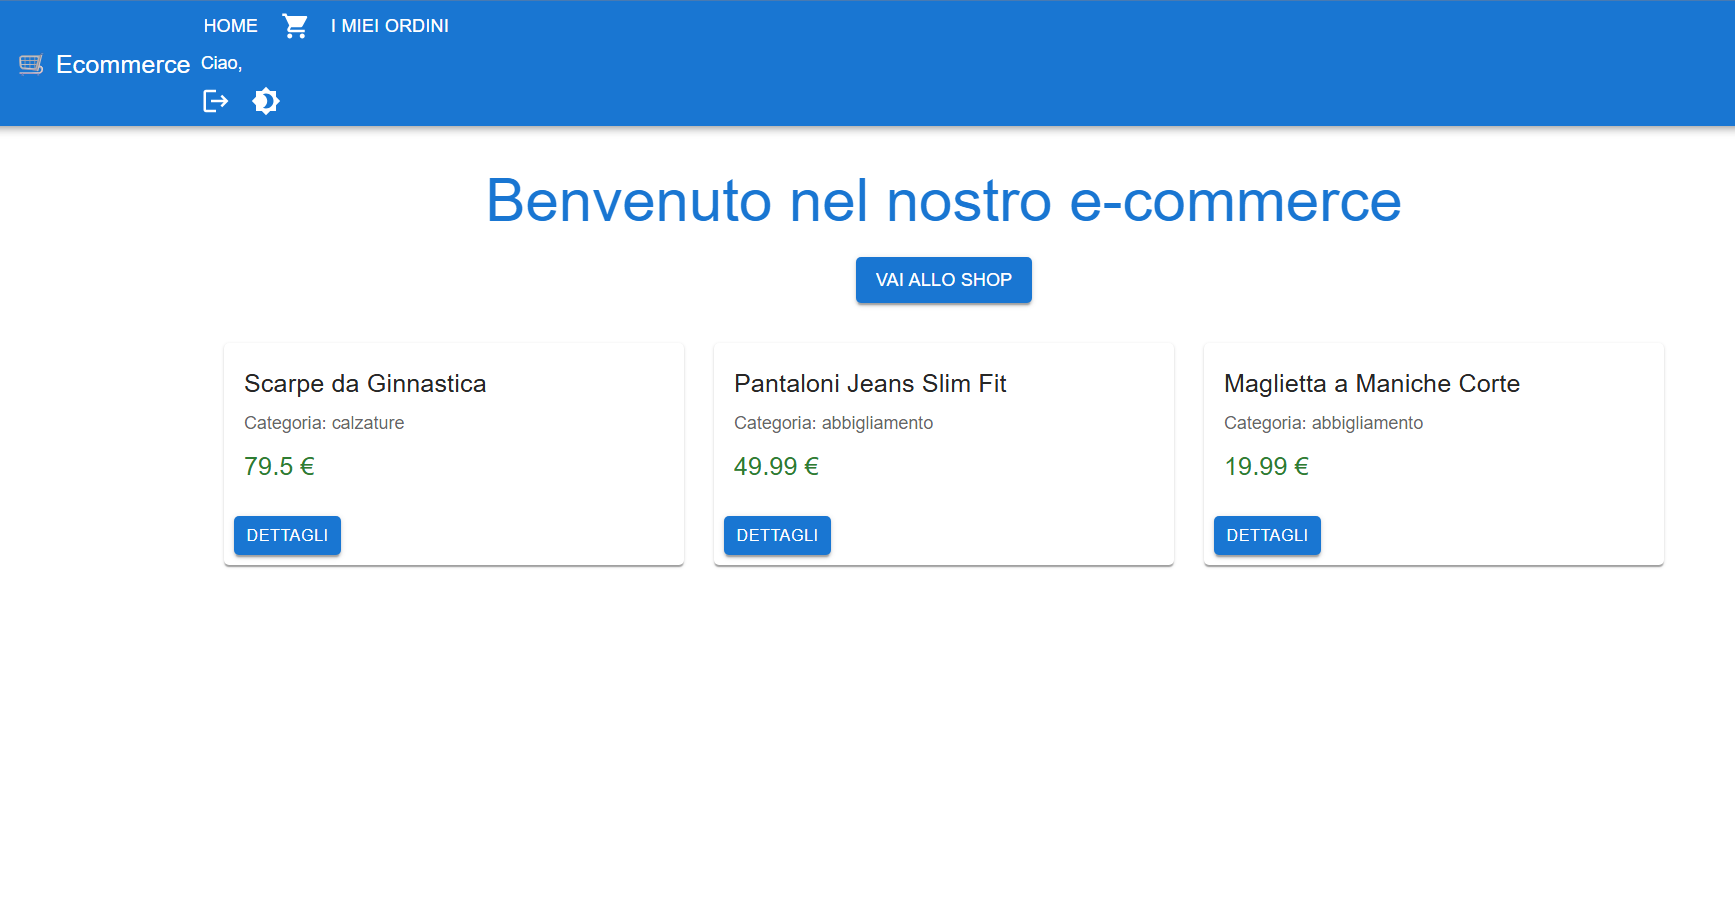 HOME I MIEI ORDINI
Ecommerce Ciao,
Benvenuto nel nostro e-commerce
VAI ALLO SHOP
Scarpe da Ginnastica
Categoria: calzature
79.5 €
DETTAGLI
Pantaloni Jeans Slim Fit
Categoria: abbigliamento
49.99 €
DETTAGLI
Maglietta a Maniche Corte
Categoria: abbigliamento
19.99 €
DETTAGLI